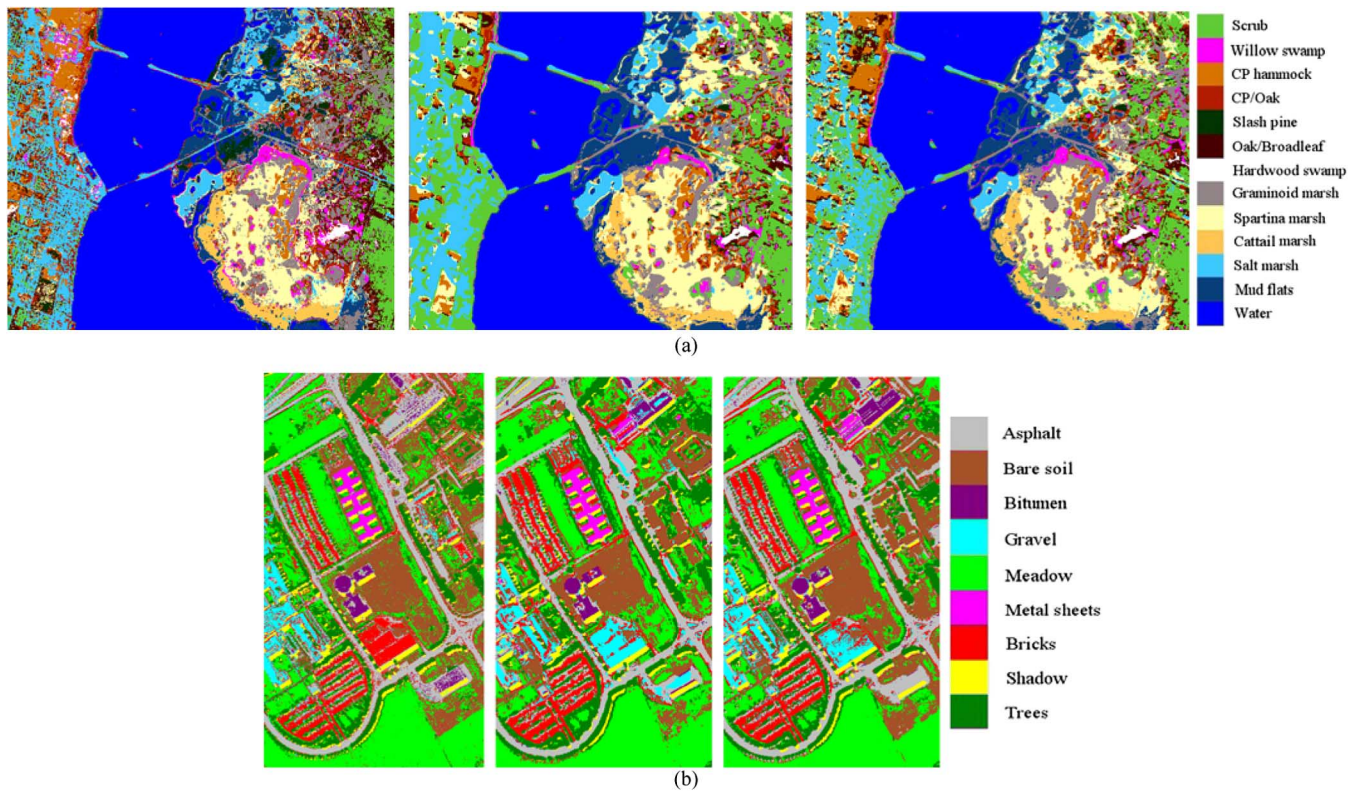 Scrub
Willow swamp
CP hammock
CP/Oak
Slash pine
Oak/Broadleaf
Hardwood swamp
Graminoid marsh
Spartina marsh
Cattail marsh
Salt marsh
Mud flats
Water
(a)
Asphalt
Bare soil
Bitumen
Gravel
Meadow
Metal sheets
Bricks
Shadow
Trees
(b)